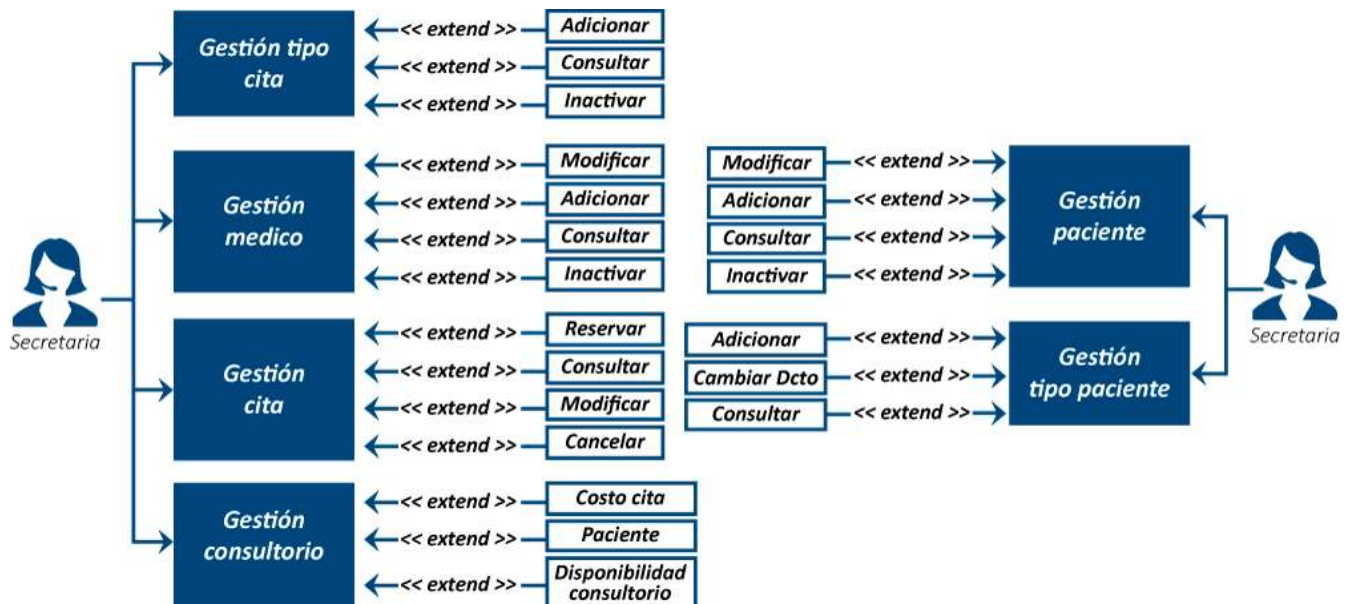 Gestión tipo
cita
<< extend >> Adicionar
<< extend >> Consultar
<< extend >> Inactivar
Gestión
medico
<< extend >> Modificar
<< extend >> Adicionar
<< extend >> Consultar
<< extend >> Inactivar
Secretaria
Gestión
cita
<< extend >> Reservar
<< extend >> Consultar
<< extend >> Modificar
<< extend >> Cancelar
Gestión
consultorio
<< extend >> Costo cita
<< extend >> Paciente
<< extend >> Disponibilidad
consultorio
Modificar << extend >>
Adicionar << extend >>
Consultar << extend >>
Inactivar << extend >>
Gestión
paciente
Secretaria
Adicionar << extend >>
Cambiar Dcto << extend >>
Consultar << extend >>
Gestión
tipo paciente